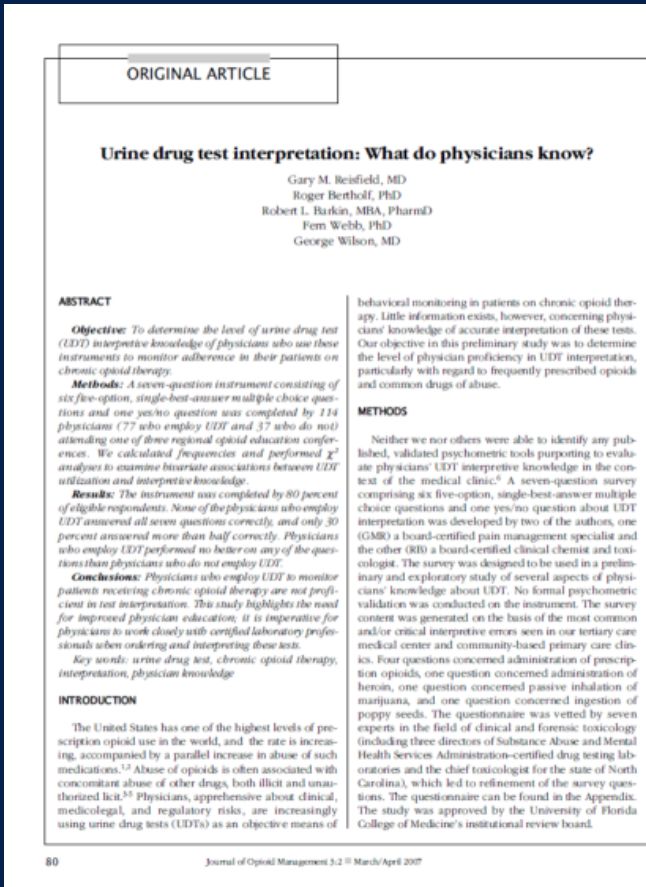 ORIGINAL ARTICLE
Urine drug test interpretation: What do physicians know?
Gary M. Reisfield, MD
Roger Bertholf, PhD
Robert L. Barkin, MBA, PharmD
Fern Webb, PhD
George Wilson, MD
ABSTRACT
Objective: To determine the level of urine drug test
(UDT) interpretive knowledge of physicians who use these
instruments to monitor adherence in their patients on
chronic opioid therapy.
Methods: A seven-question instrument consisting of
six five-option, single-best-answer multiple choice ques-
tions and one yes/no question was completed by 114
physicians (77 who employ UDT and 37 who do not)
attending one of three regional opioid education confer-
ences. We calculated frequencies and performed χ²
analyses to examine bivariate associations between UDT
utilization and interpretive knowledge.
Results: The instrument was completed by 80 percent
of eligible respondents. None of the physicians who employ
UDT answered all seven questions correctly, and only 30
percent answered more than half correctly. Physicians
who employ UDT performed no better on any of the ques-
tions than physicians who do not employ UDT.
Conclusions: Physicians who employ UDT to monitor
patients receiving chronic opioid therapy are not profi-
cient in test interpretation. This study highlights the need
for improved physician education; it is imperative for
physicians to work closely with certified laboratory profes-
sionals when ordering and interpreting these tests.
Key words: urine drug test, chronic opioid therapy,
interpretation, physician knowledge
INTRODUCTION
The United States has one of the highest levels of pre-
scription opioid use in the world, and the rate is increas-
ing, accompanied by a parallel increase in abuse of such
medications.1,2 Abuse of opioids is often associated with
concomitant abuse of other drugs, both illicit and unau-
thorized licit.3-5 Physicians, apprehensive about clinical,
medicolegal, and regulatory risks, are increasingly
using urine drug tests (UDTs) as an objective means of
behavioral monitoring in patients on chronic opioid ther-
apy. Little information exists, however, concerning physi-
cians' knowledge of accurate interpretation of these tests.
Our objective in this preliminary study was to determine
the level of physician proficiency in UDT interpretation,
particularly with regard to frequently prescribed opioids
and common drugs of abuse.
METHODS
Neither we nor others were able to identify any pub-
lished, validated psychometric tools purporting to evalu-
ate physicians' UDT interpretive knowledge in the con-
text of the medical clinic.6 A seven-question survey
comprising six five-option, single-best-answer multiple
choice questions and one yes/no question about UDT
interpretation was developed by two of the authors, one
(GMR) a board-certified pain management specialist and
the other (RB) a board-certified clinical chemist and toxi-
cologist. The survey was designed to be used in a prelim-
inary and exploratory study of several aspects of physi-
cians' knowledge about UDT. No formal psychometric
validation was conducted on the instrument. The survey
content was generated on the basis of the most common
and/or critical interpretive errors seen in our tertiary care
medical center and community-based primary care clin-
ics. Four questions concerned administration of prescrip-
tion opioids, one question concerned administration of
heroin, one question concerned passive inhalation of
marijuana, and one question concerned ingestion of
poppy seeds. The questionnaire was vetted by seven
experts in the field of clinical and forensic toxicology
(including three directors of Substance Abuse and Mental
Health Services Administration-certified drug testing lab-
oratories and the chief toxicologist for the state of North
Carolina), which led to refinement of the survey ques-
tions. The questionnaire can be found in the Appendix.
The study was approved by the University of Florida
College of Medicine's institutional review board.
80
Journal of Opioid Management 3:2 March/April 2007